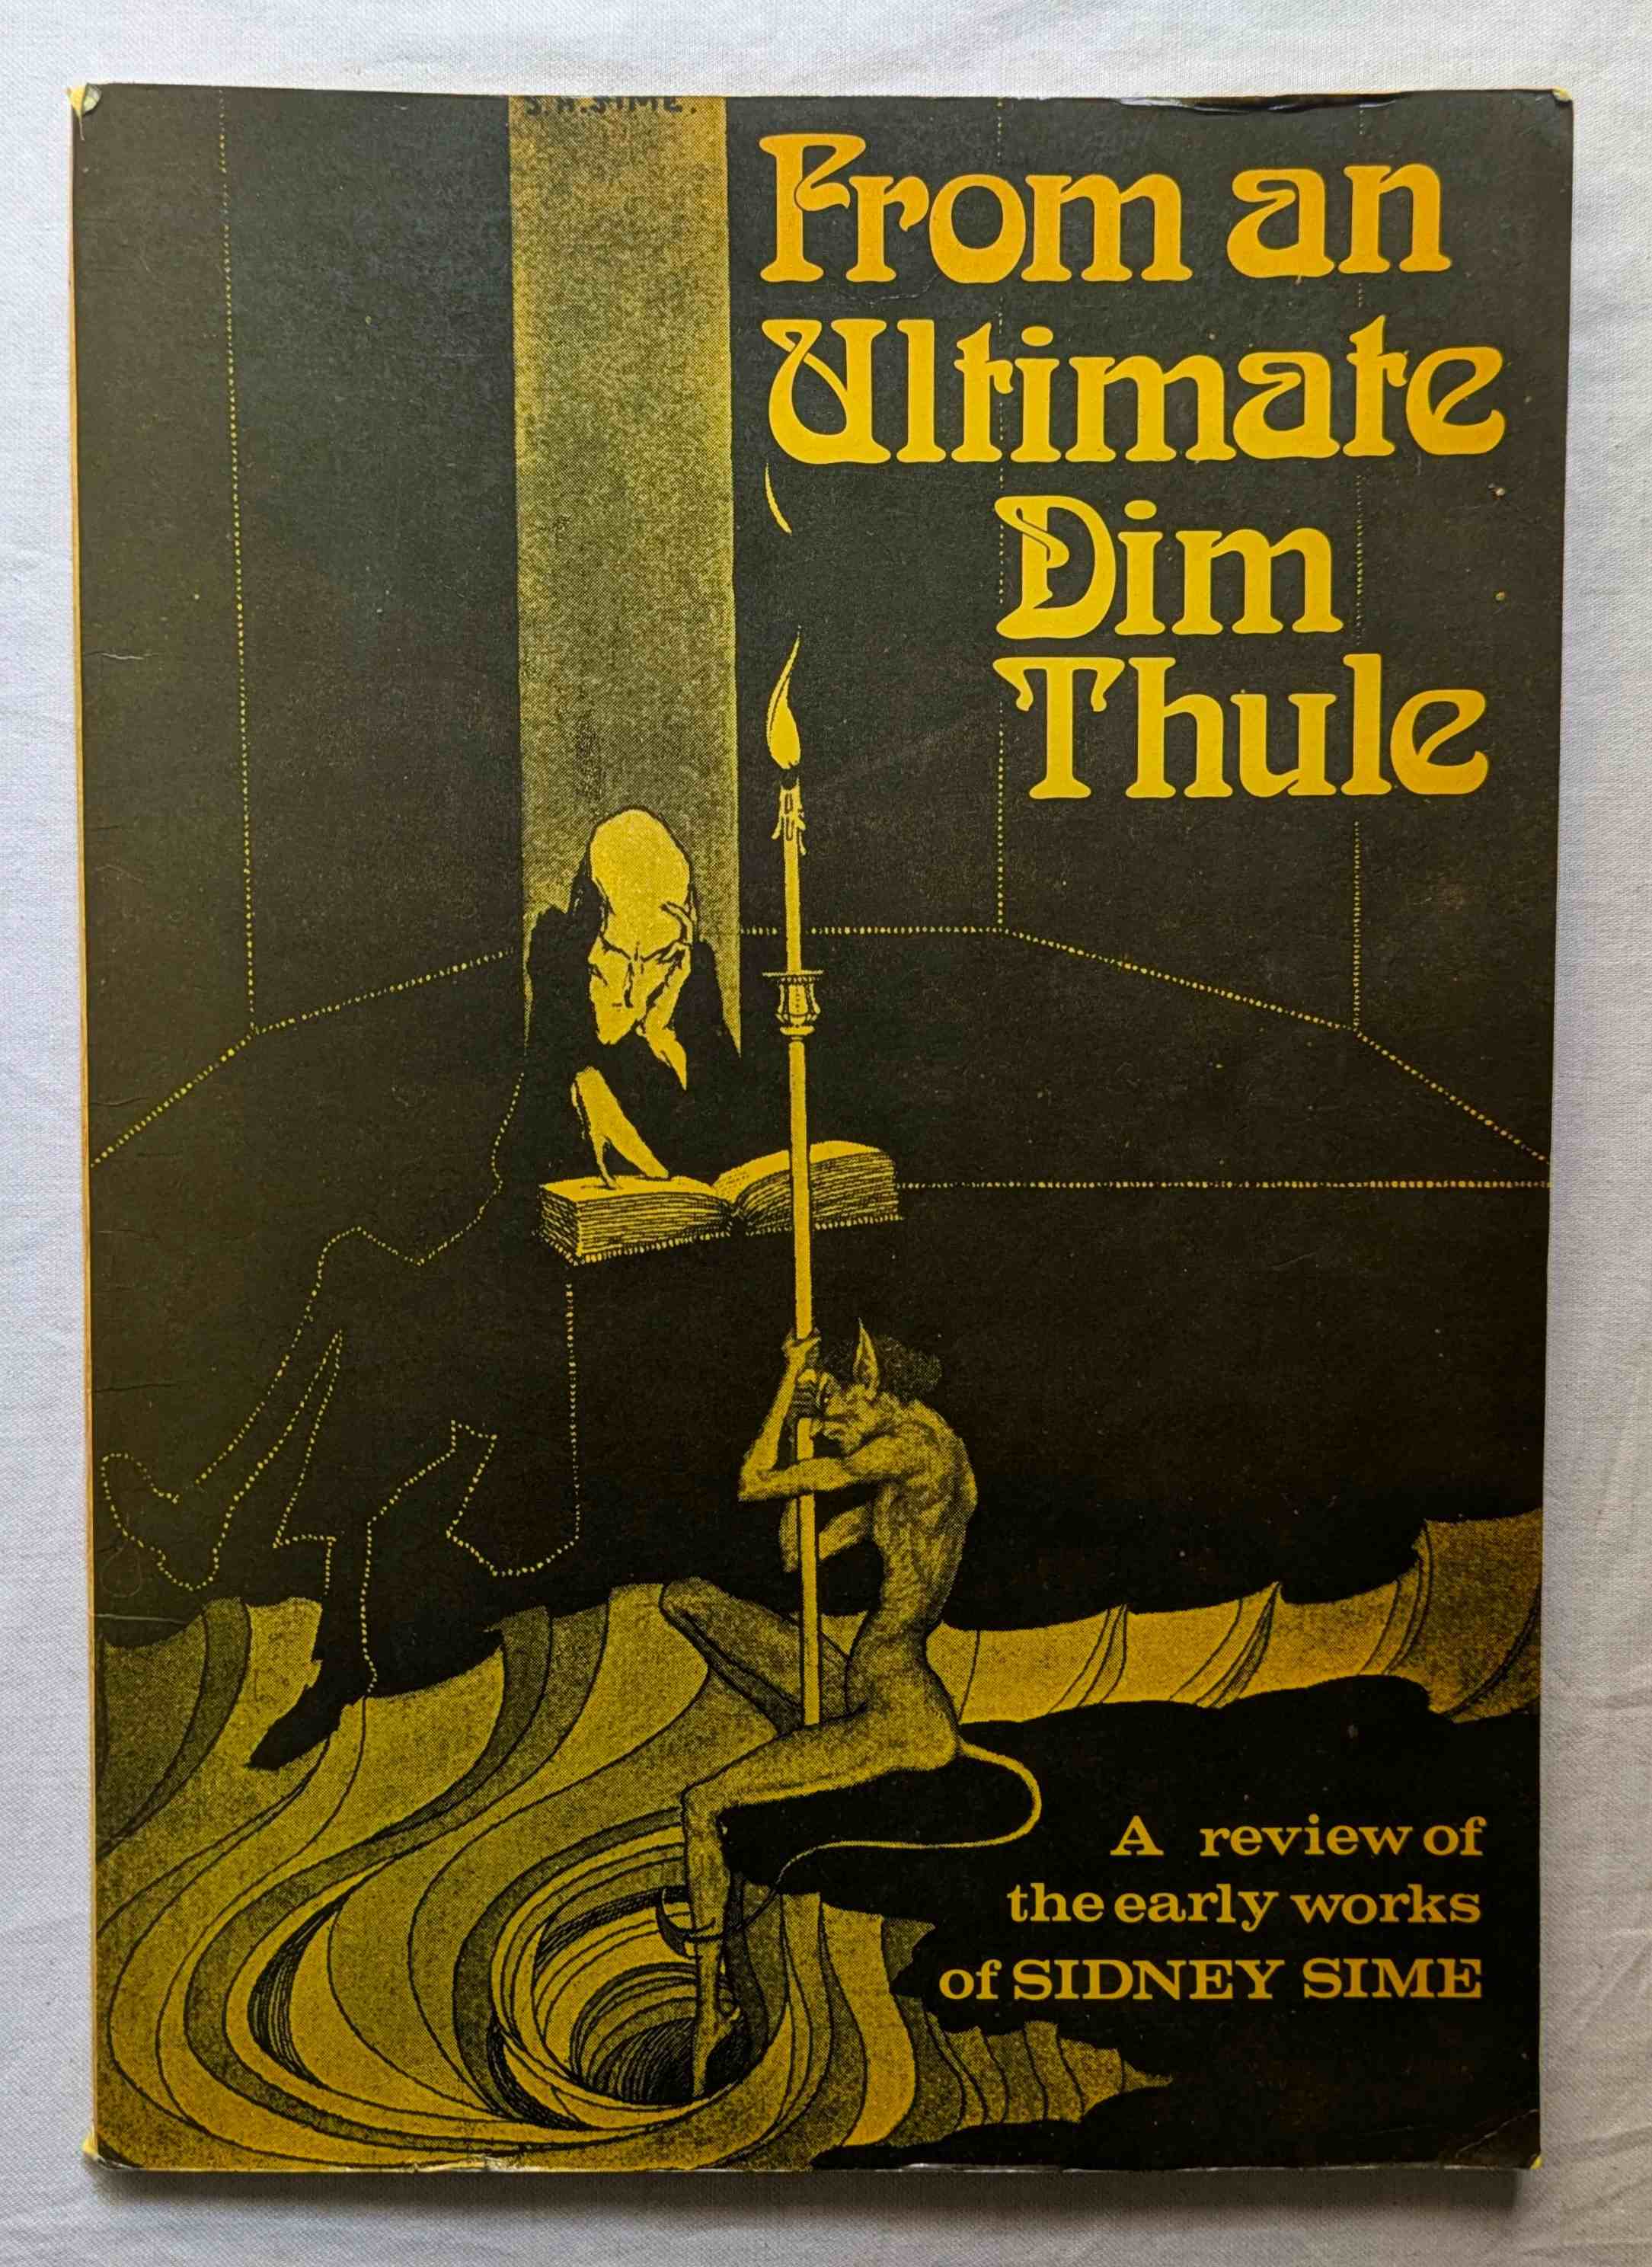 S.H.SIME.
From an
Ultimate
Dim
Thule
A review of
the early works
of SIDNEY SIME